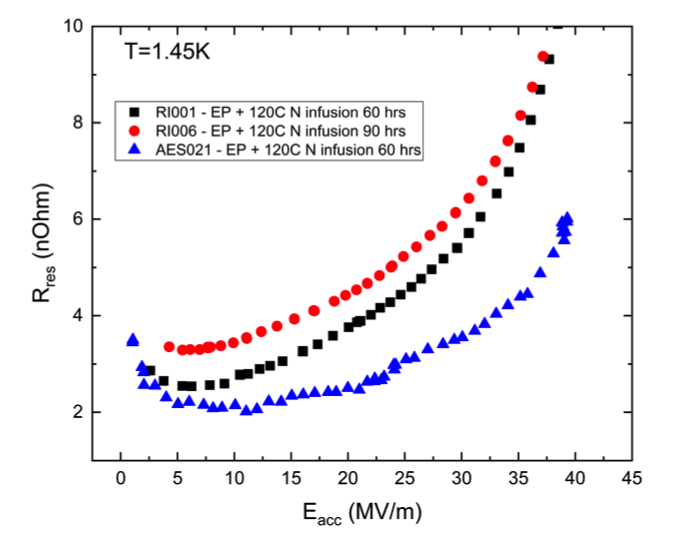 T=1.45K
RI001 - EP + 120C N infusion 60 hrs
RI006 - EP + 120C N infusion 90 hrs
AES021 - EP + 120C N infusion 60 hrs
10
8
6
4
2
Rres (nOhm)
0 5 10 15 20 25 30 35 40 45
Eacc (MV/m)